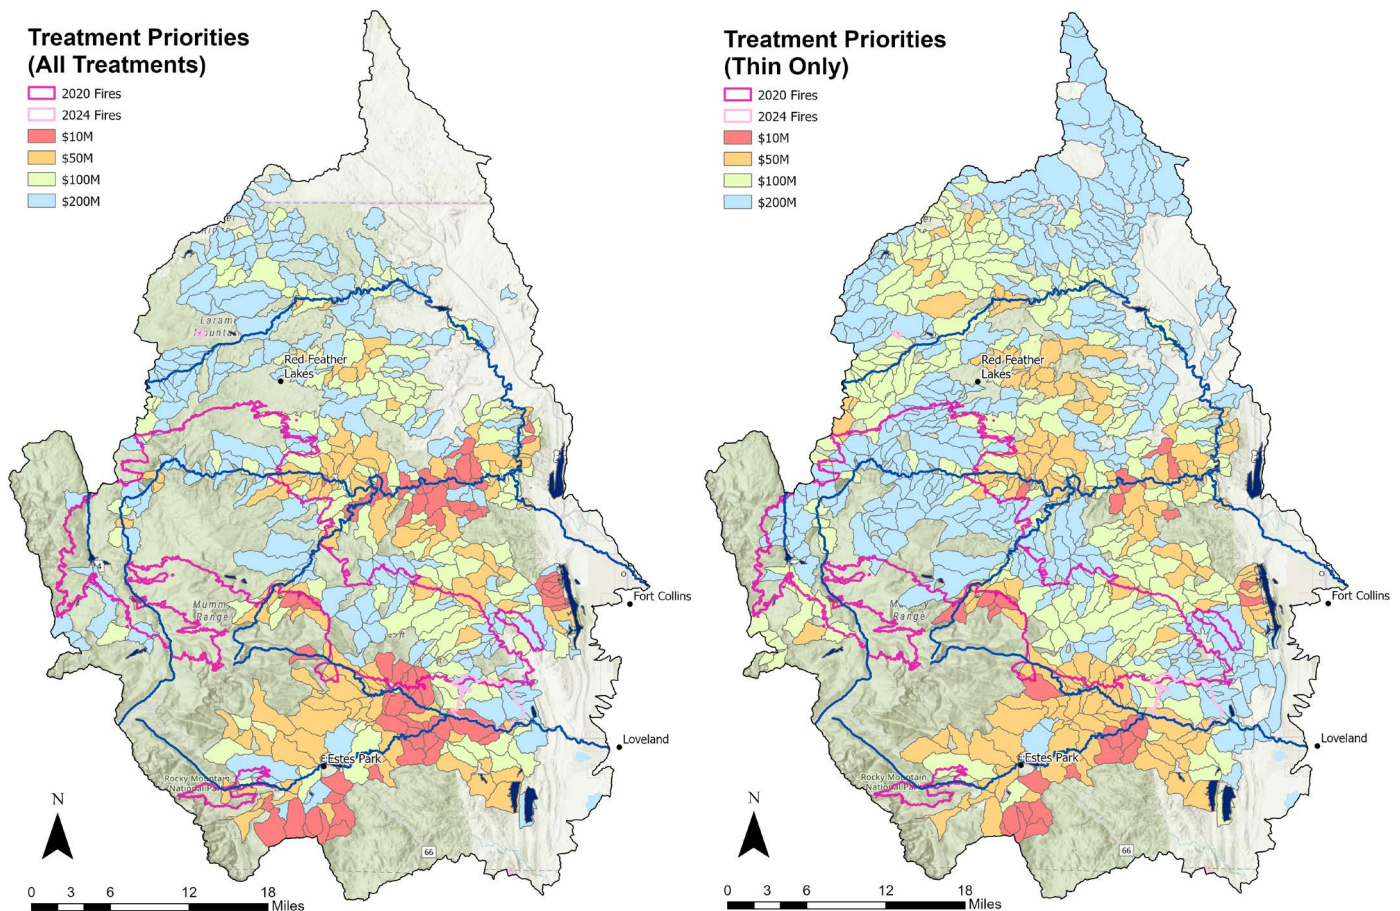 Treatment Priorities
(All Treatments)
2020 Fires
2024 Fires
$10M
$50M
$100M
$200M
Red Feather
Lakes
Mumm
Range
Fort Collins
Loveland
Estes Park
Rocky Mountain
National Park
66
N
0 3 6 12 18
Miles
Treatment Priorities
(Thin Only)
2020 Fires
2024 Fires
$10M
$50M
$100M
$200M
Red Feather
Lakes
Range
Fort Collins
Loveland
Estes Park
Rocky Mountain
National Park
66
N
0 3 6 12 18
Miles